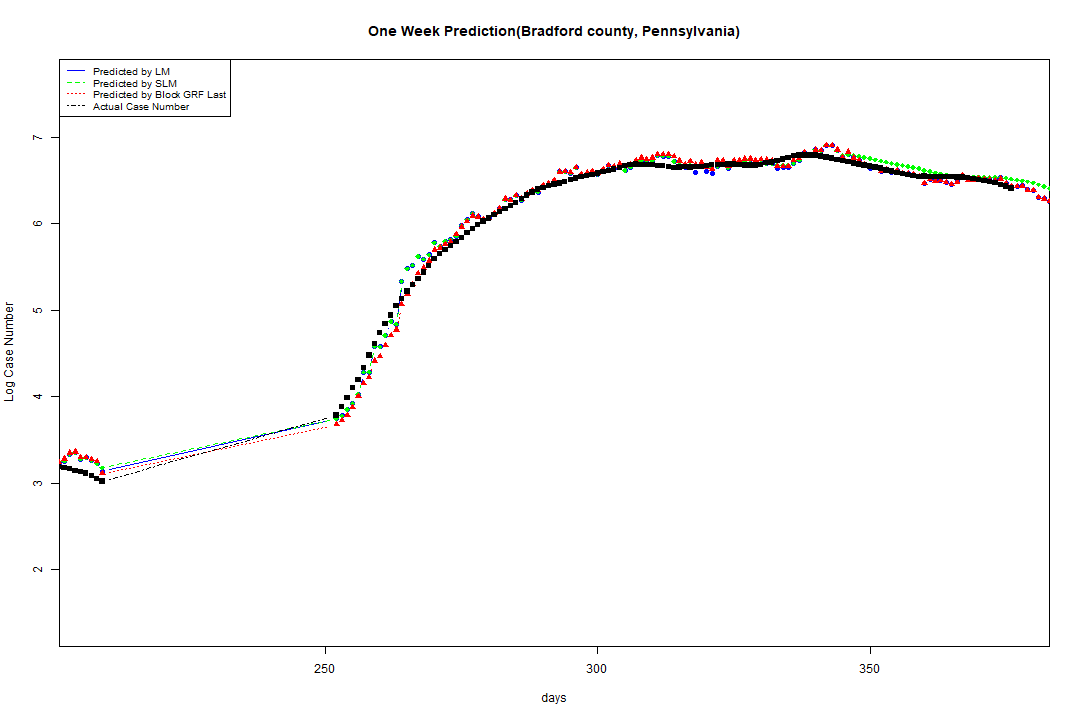 One Week Prediction(Bradford county, Pennsylvania)
Predicted by LM
Predicted by SLM
Predicted by Block GRF Last
Actual Case Number
7
6
5
4
3
2
Log Case Number
250 300 350
days